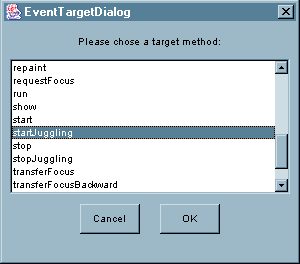 EventTargetDialog
Please chose a target method:
repaint
requestFocus
run
show
start
startJuggling
stop
stopJuggling
transferFocus
transferFocusBackward
Cancel OK